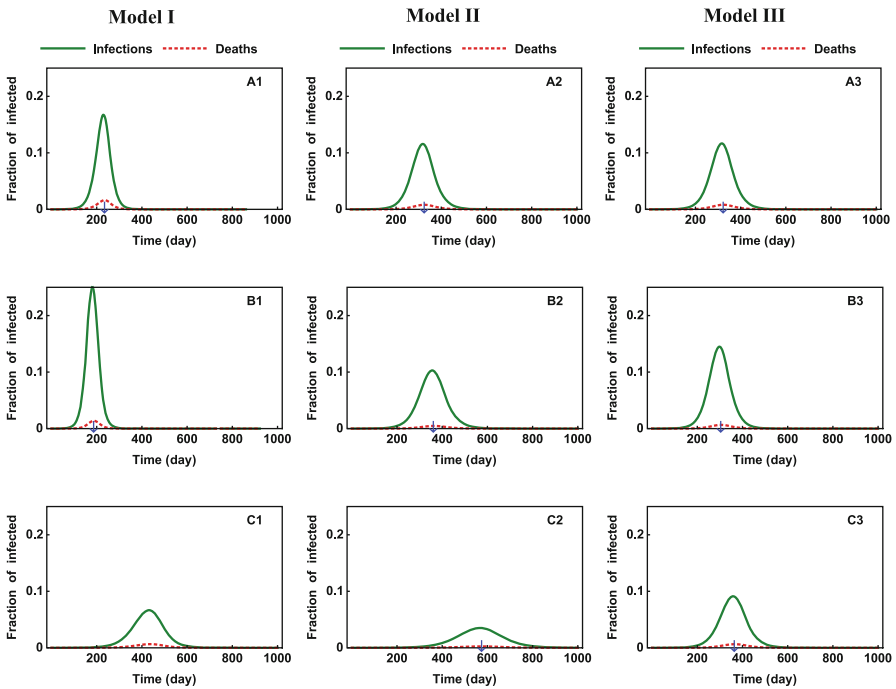 Model I
Model II
Model III
Infections Deaths
Infections Deaths
Infections Deaths
A1
Fraction of infected
0.2
0.1
0
200 400 600 800 1000
Time (day)
A2
Fraction of infected
0.2
0.1
0
200 400 600 800 1000
Time (day)
A3
Fraction of infected
0.2
0.1
0
200 400 600 800 1000
Time (day)
B1
Fraction of infected
0.2
0.1
0
200 400 600 800 1000
Time (day)
B2
Fraction of infected
0.2
0.1
0
200 400 600 800 1000
Time (day)
B3
Fraction of infected
0.2
0.1
0
200 400 600 800 1000
Time (day)
C1
Fraction of infected
0.2
0.1
0
200 400 600 800 1000
Time (day)
C2
Fraction of infected
0.2
0.1
0
200 400 600 800 1000
Time (day)
C3
Fraction of infected
0.2
0.1
0
200 400 600 800 1000
Time (day)